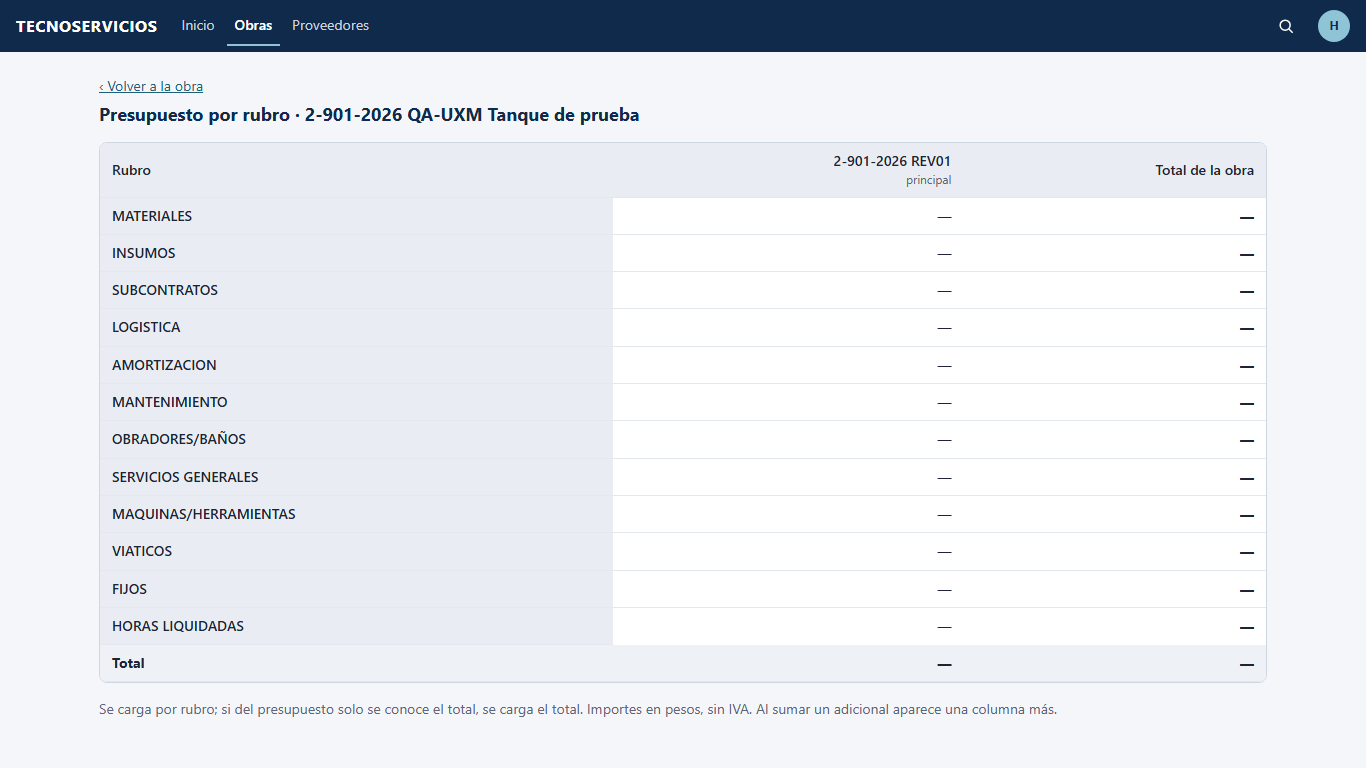 TECNOSERVICIOS Inicio Obras Proveedores H
‹ Volver a la obra
Presupuesto por rubro · 2-901-2026 QA-UXM Tanque de prueba
Rubro 2-901-2026 REV01 Total de la obra
principal
MATERIALES — —
INSUMOS — —
SUBCONTRATOS — —
LOGISTICA — —
AMORTIZACION — —
MANTENIMIENTO — —
OBRADORES/BAÑOS — —
SERVICIOS GENERALES — —
MAQUINAS/HERRAMIENTAS — —
VIATICOS — —
FIJOS — —
HORAS LIQUIDADAS — —
Total — —
Se carga por rubro; si del presupuesto solo se conoce el total, se carga el total. Importes en pesos, sin IVA. Al sumar un adicional aparece una columna más.